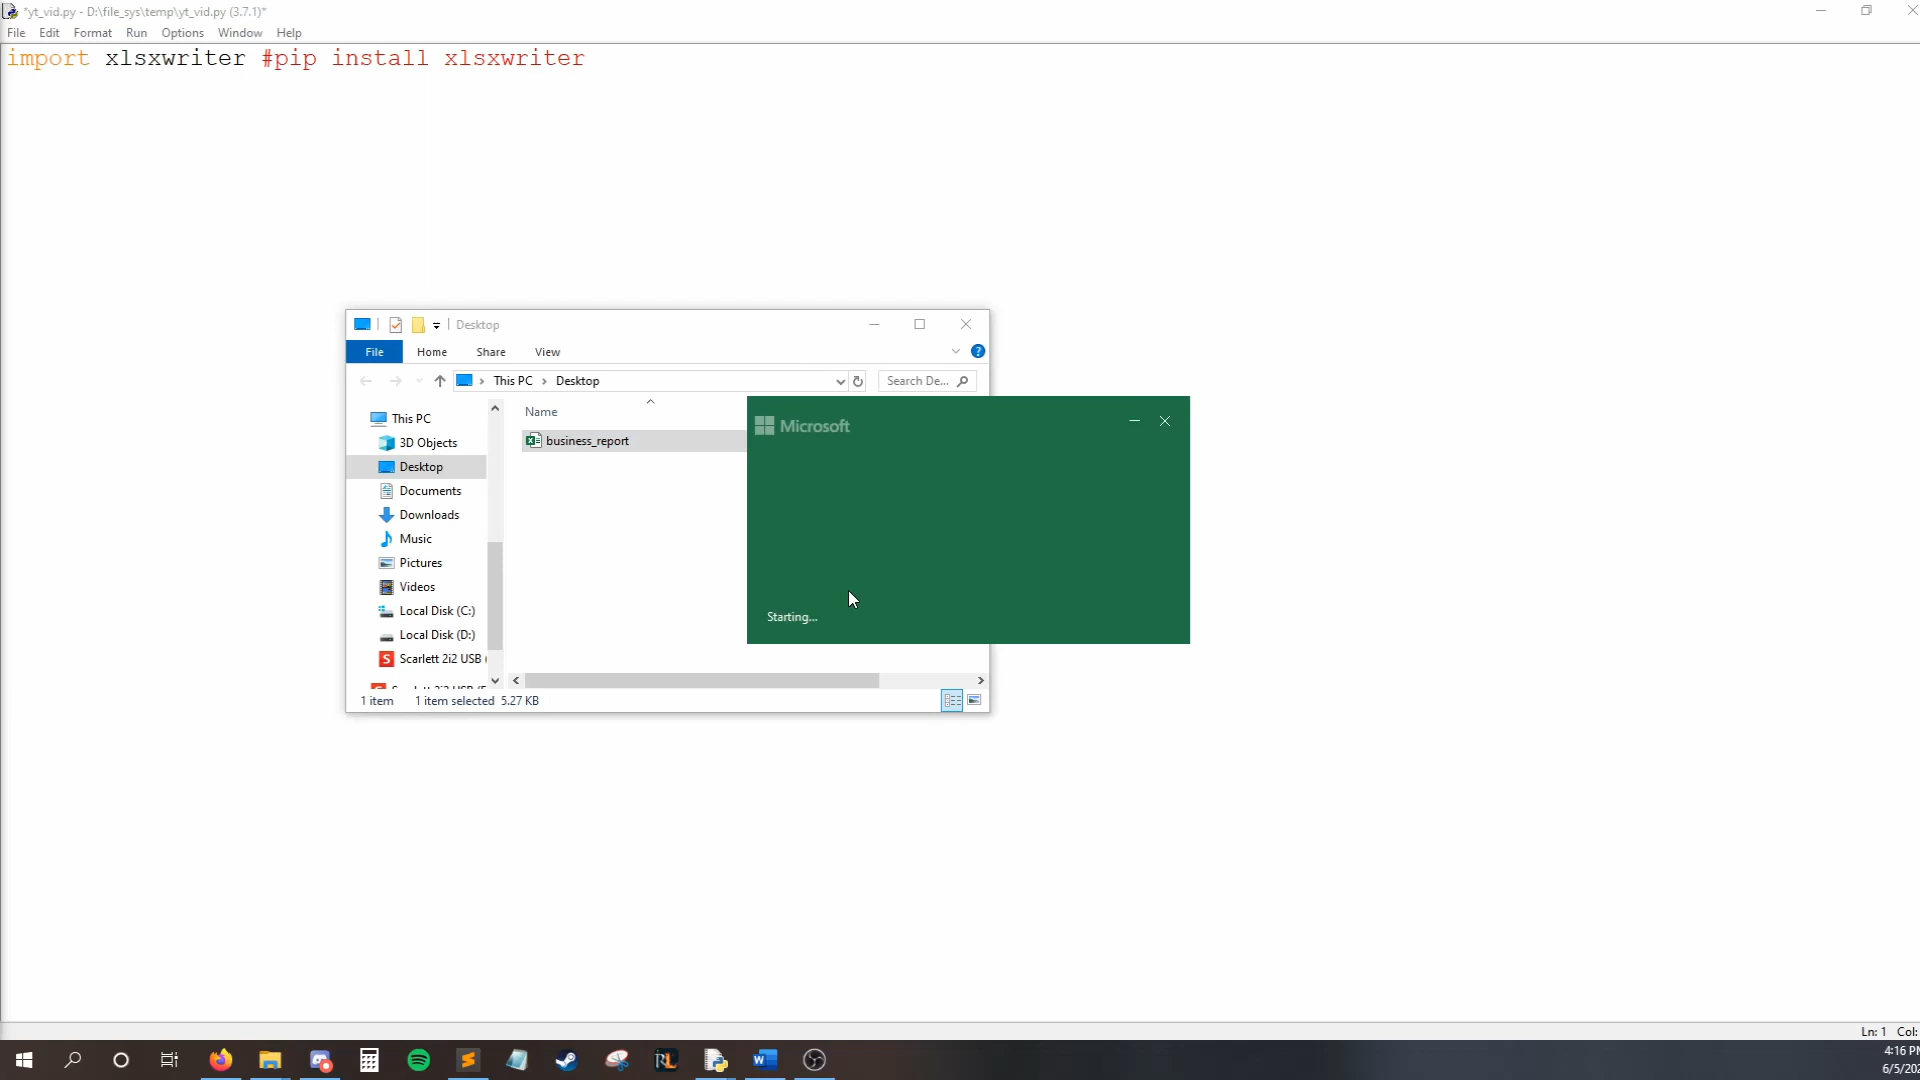 *yt_vid.py - D:\file_sys\temp\yt_vid.py (3.7.1)*
File Edit Format Run Options Window Help
import xlsxwriter #pip install xlsxwriter
Desktop
File Home Share View
This PC Desktop
Search De...
Name
business_report
This PC
3D Objects
Desktop
Documents
Downloads
Music
Pictures
Videos
Local Disk (C:)
Local Disk (D:)
Scarlett 2i2 USB
1 item 1 item selected 5.27 KB
Microsoft
Starting...
Ln: 1 Col:
4:16 PM
6/5/202